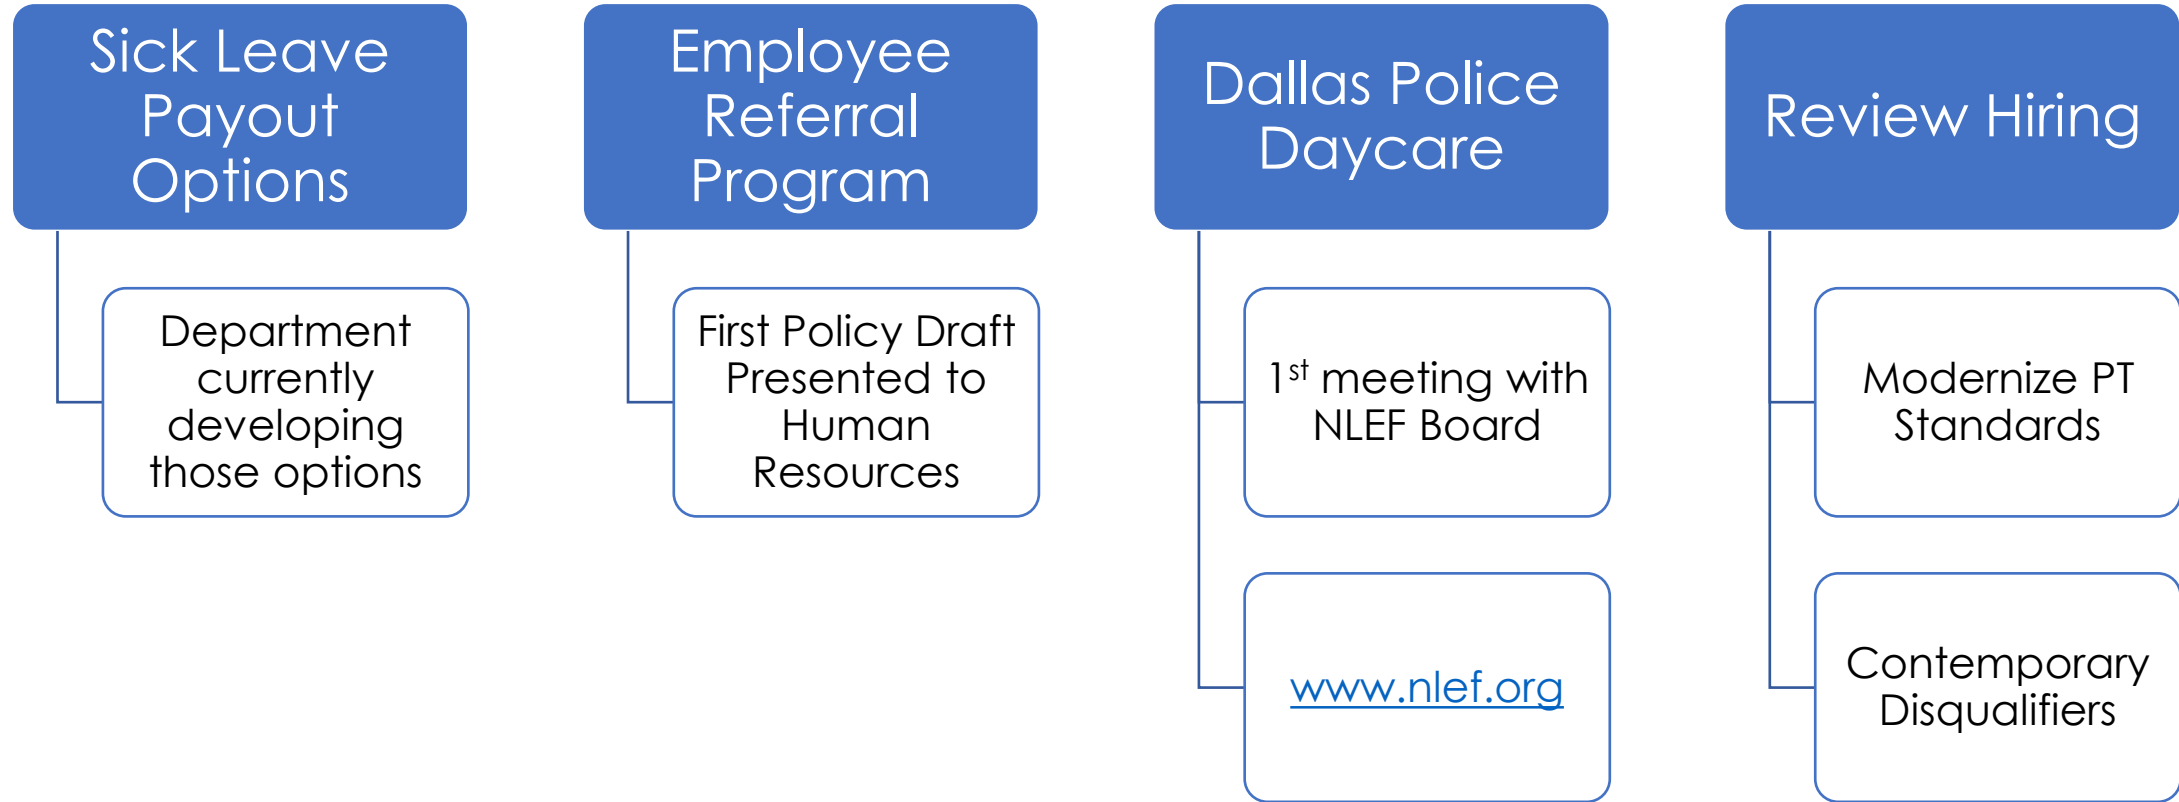 Sick Leave
Payout
Options
Department
currently
developing
those options
Employee
Referral
Program
First Policy Draft
Presented to
Human
Resources
Dallas Police
Daycare
1st meeting with
NLEF Board
www.nlef.org
Review Hiring
Modernize PT
Standards
Contemporary
Disqualifiers